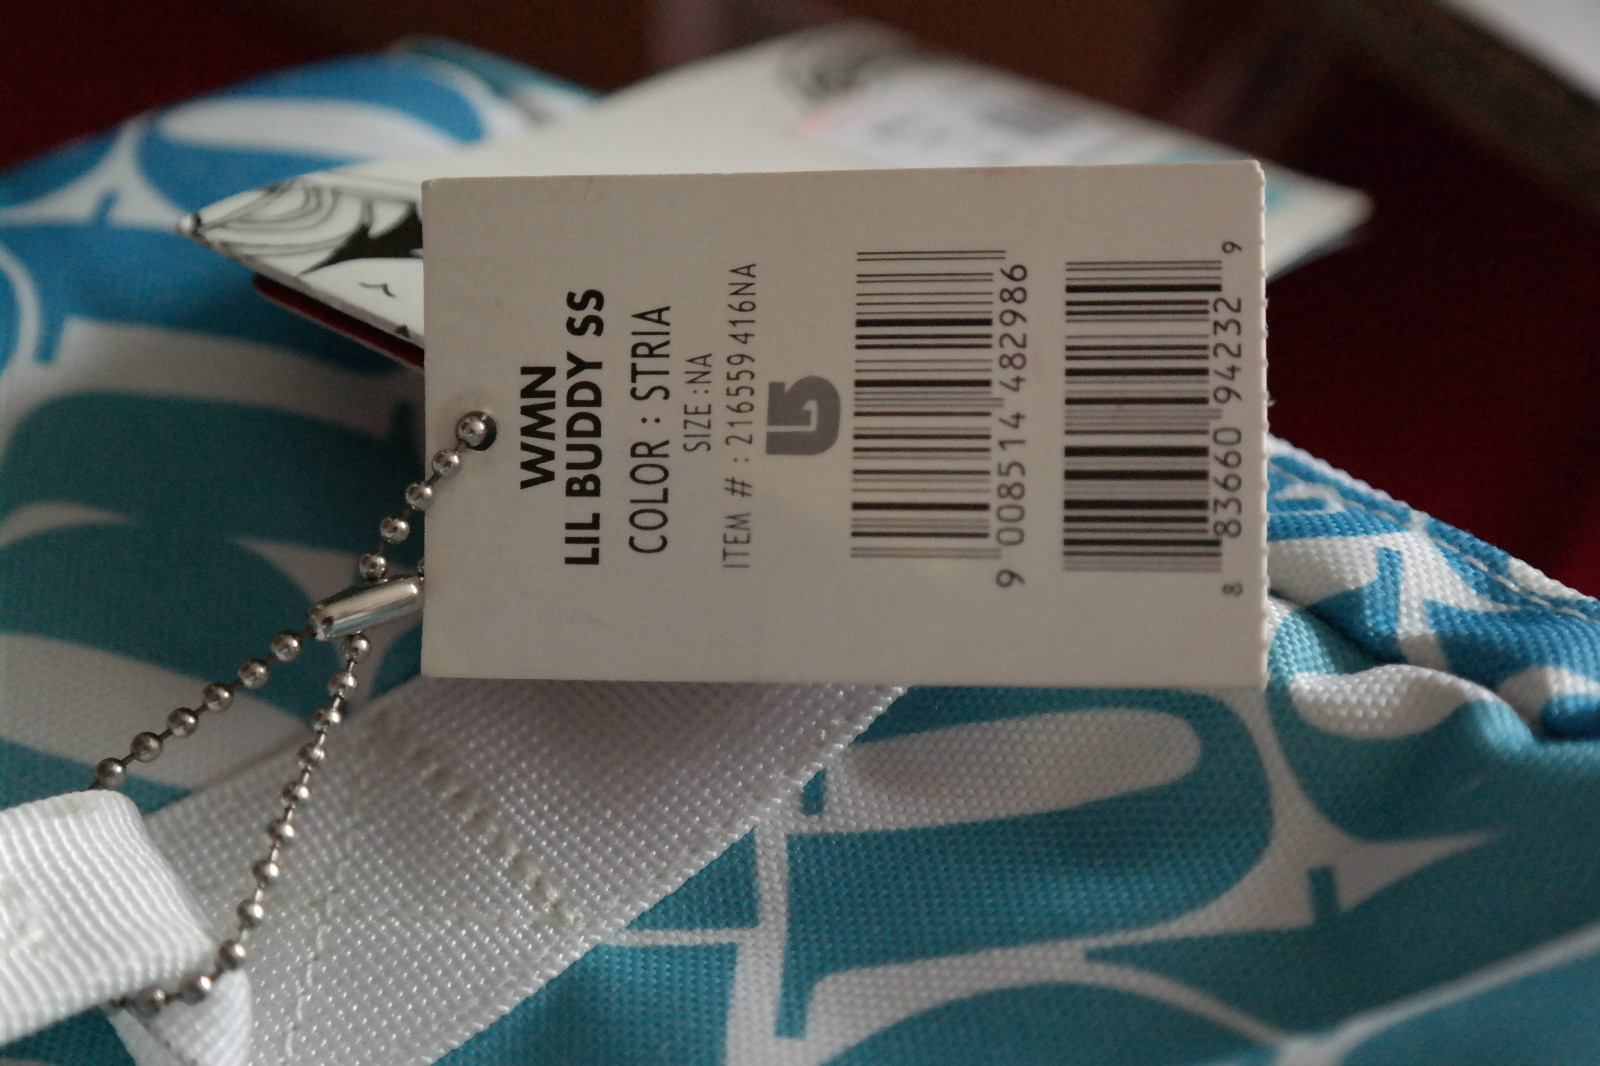 WMN
LIL BUDDY SS
COLOR : STRIA
SIZE :NA
ITEM # : 216559416NA
9 008514 482986
8 83660 94232 9